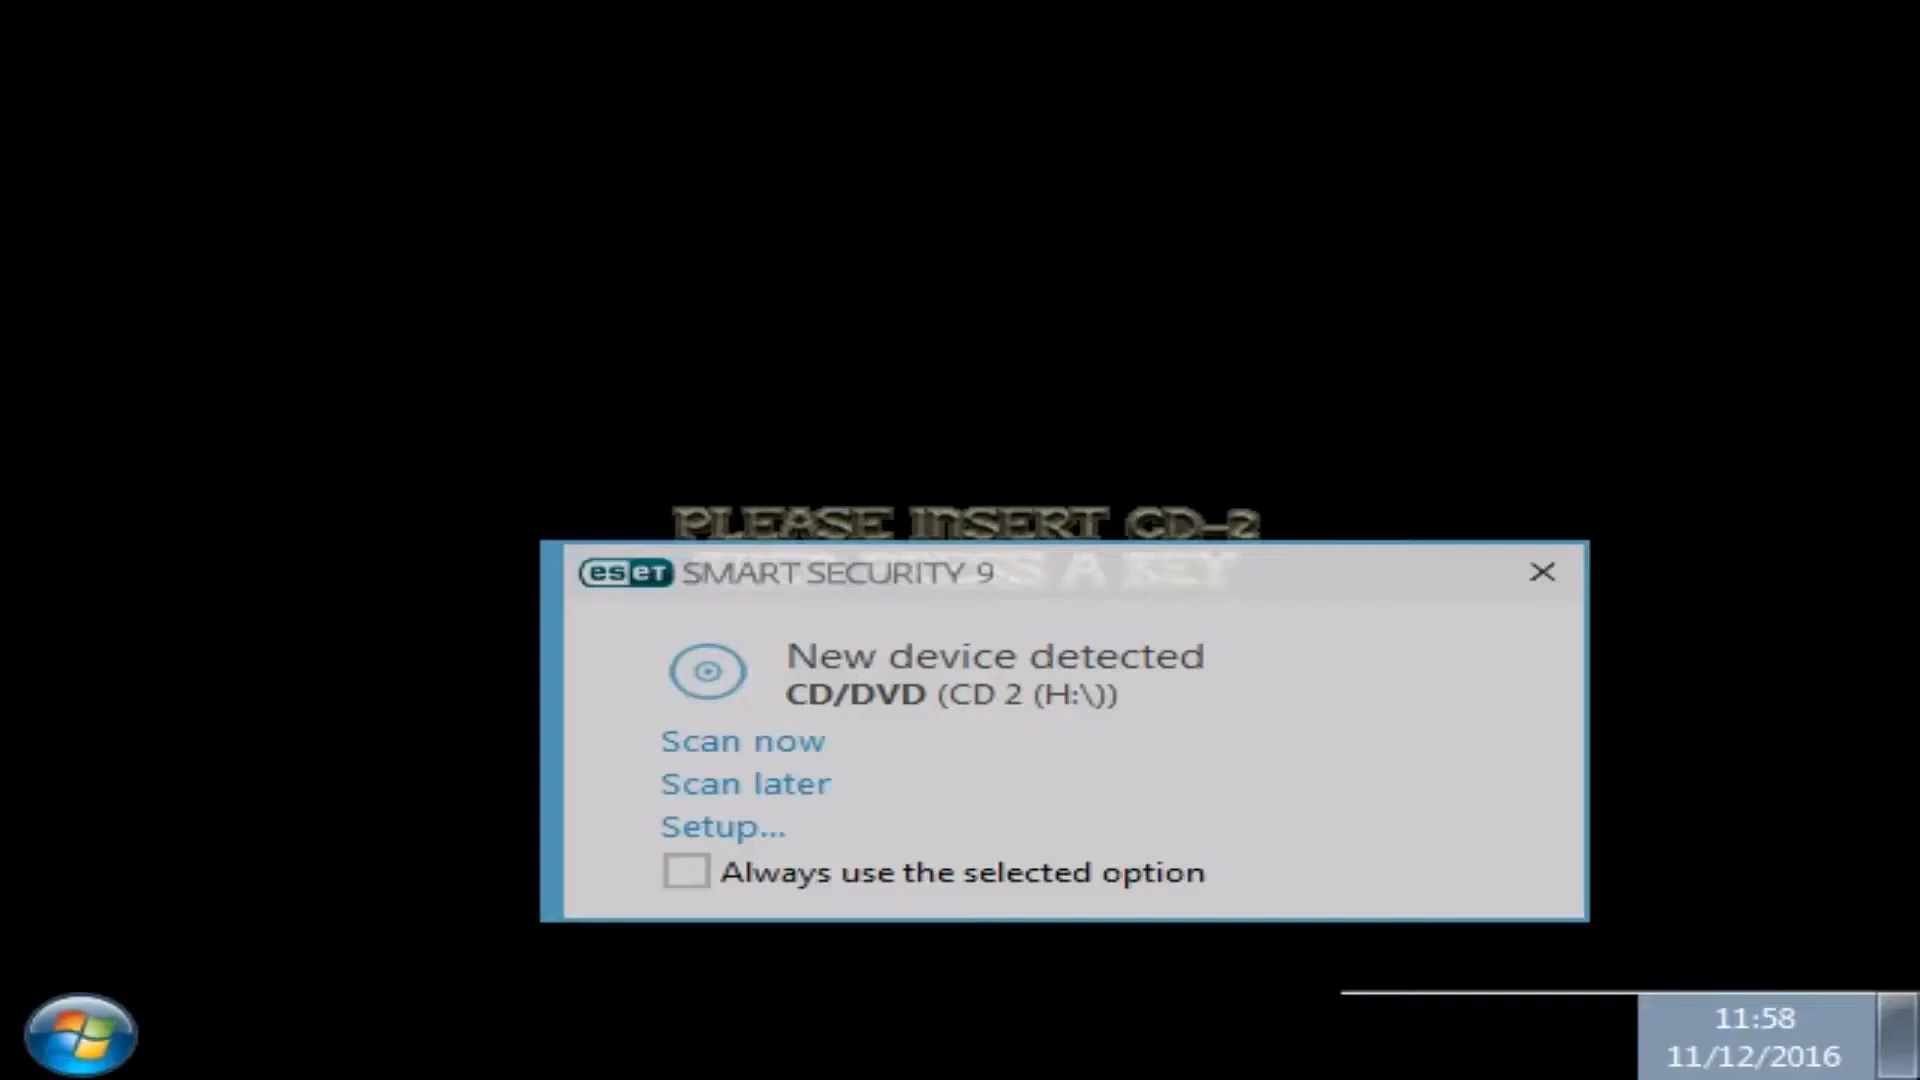 PLEASE INSERT CD-2
A KEY
eset SMART SECURITY 9
New device detected
CD/DVD (CD 2 (H:\))
Scan now
Scan later
Setup...
Always use the selected option
11:58
11/12/2016